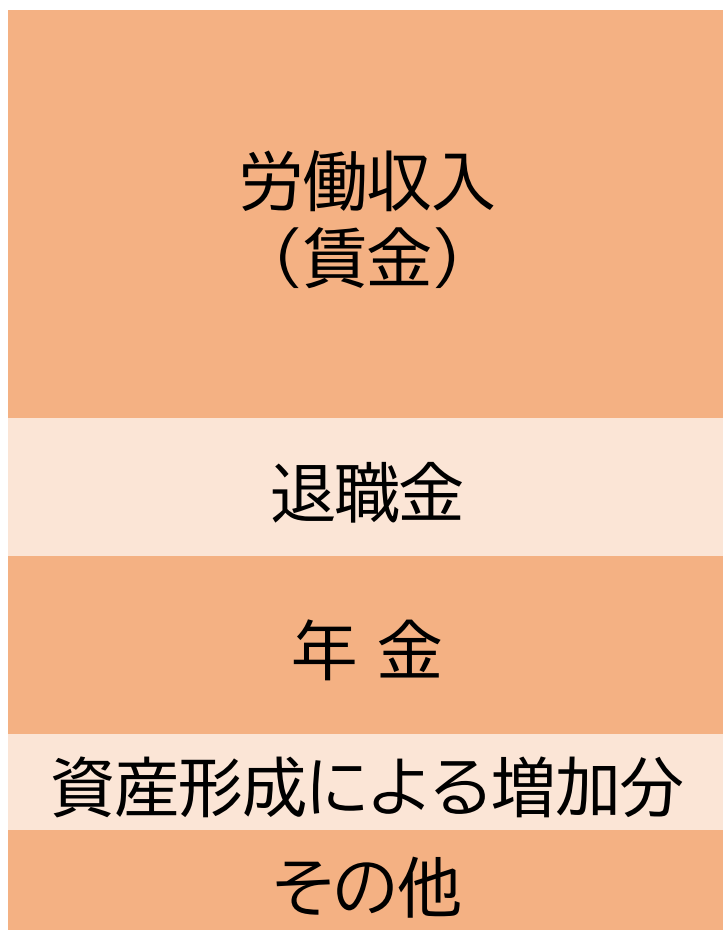 労働収入
（賃金）
退職金
年 金
資産形成による増加分
その他